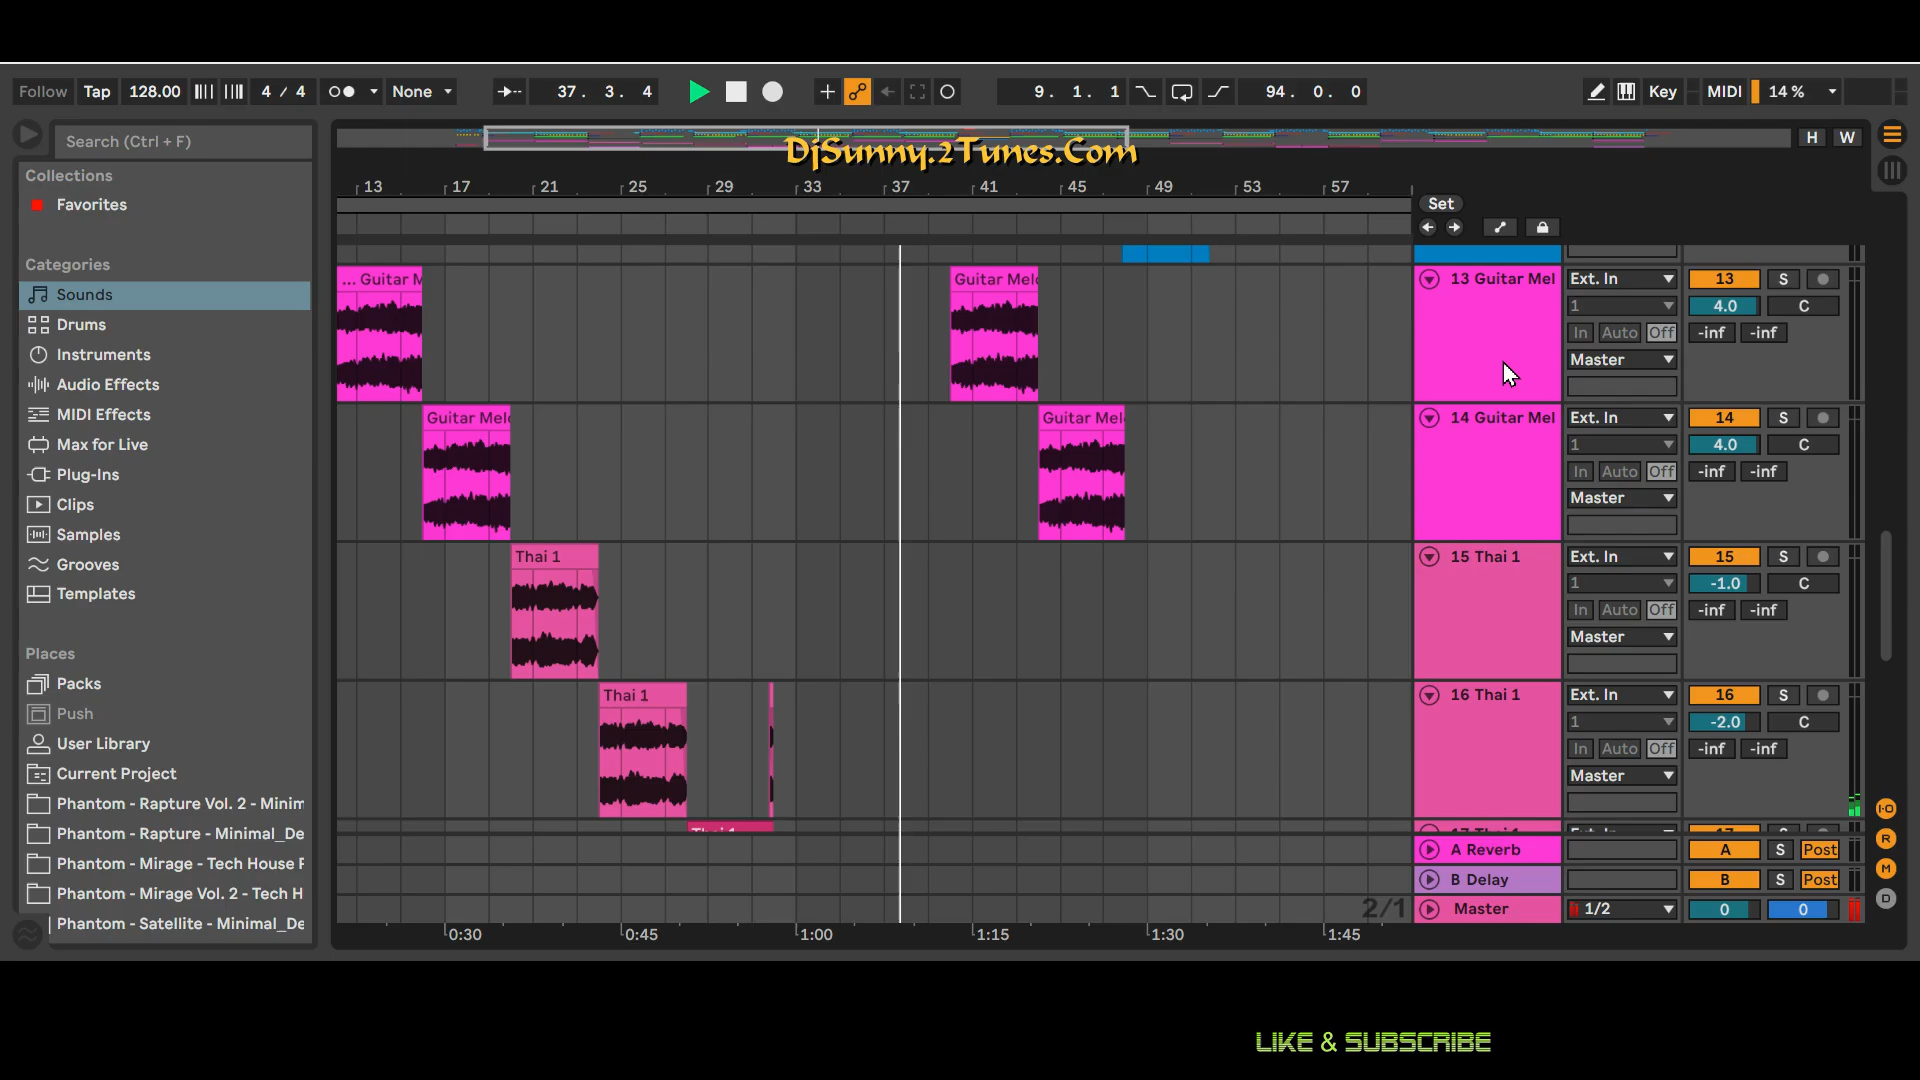 Follow Tap 128.00 4 / 4 None 37. 3. 4 9. 1. 1 94. 0. 0 Key MIDI 14 %
Search (Ctrl + F)
H W
DjSunny.2Tunes.Com
Collections
Favorites
13 17 21 25 29 33 37 41 45 49 53 57
Set
Categories
Sounds
Drums
Instruments
Audio Effects
MIDI Effects
Max for Live
Plug-Ins
Clips
Samples
Grooves
Templates
Places
Packs
Push
User Library
Current Project
Phantom - Rapture Vol. 2 - Minim
Phantom - Rapture - Minimal_De
Phantom - Mirage - Tech House
Phantom - Mirage Vol. 2 - Tech H
Phantom - Satellite - Minimal_De
... Guitar M
Guitar Mel
13 Guitar Mel Ext. In 13 S
1 4.0 C
In Auto Off -inf -inf
Master
Guitar Mel
Guitar Mel
14 Guitar Mel Ext. In 14 S
1 4.0 C
In Auto Off -inf -inf
Master
Thai 1
15 Thai 1 Ext. In 15 S
1 -1.0 C
In Auto Off -inf -inf
Master
Thai 1
16 Thai 1 Ext. In 16 S
1 -2.0 C
In Auto Off -inf -inf
Master
A Reverb A S Post
B Delay B S Post
2/1 Master 1/2 0 0
0:30 0:45 1:00 1:15 1:30 1:45
I·O
R
M
D
LIKE & SUBSCRIBE